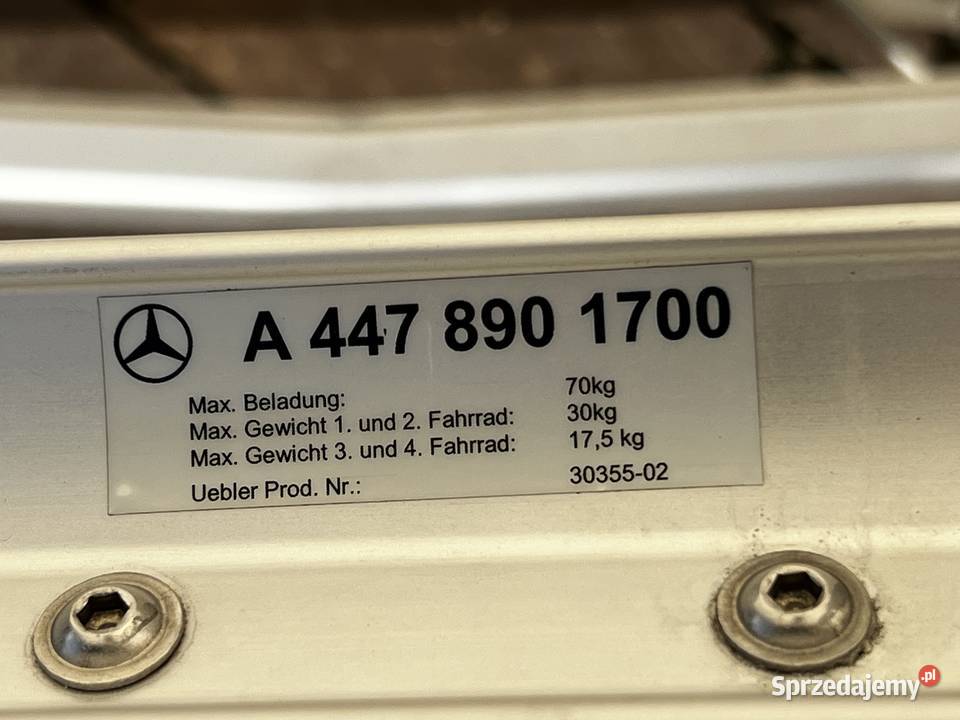 A 447 890 1700
Max. Beladung: 70kg
Max. Gewicht 1. und 2. Fahrrad: 30kg
Max. Gewicht 3. und 4. Fahrrad: 17,5 kg
Uebler Prod. Nr.: 30355-02
Sprzedajemy.pl